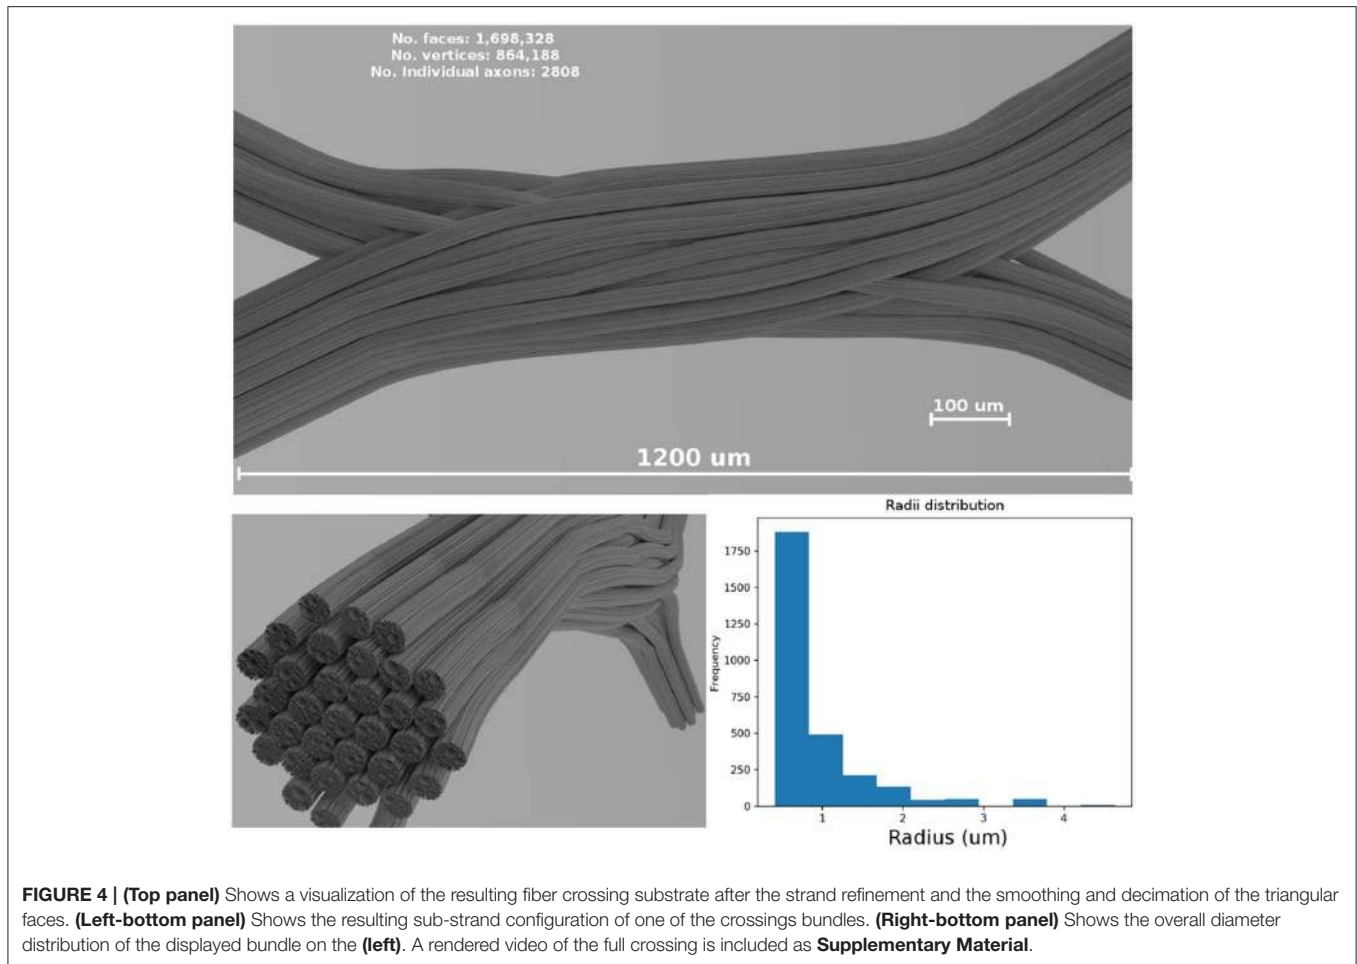 No. faces: 1,698,328
No. vertices: 864,188
No. Individual axons: 2808
100 um
1200 um
Radii distribution
1750
1500
1250
1000
750
500
250
0
Frequency
1
2
3
4
Radius (um)
FIGURE 4 | (Top panel) Shows a visualization of the resulting fiber crossing substrate after the strand refinement and the smoothing and decimation of the triangular
faces. (Left-bottom panel) Shows the resulting sub-strand configuration of one of the crossings bundles. (Right-bottom panel) Shows the overall diameter
distribution of the displayed bundle on the (left). A rendered video of the full crossing is included as Supplementary Material.